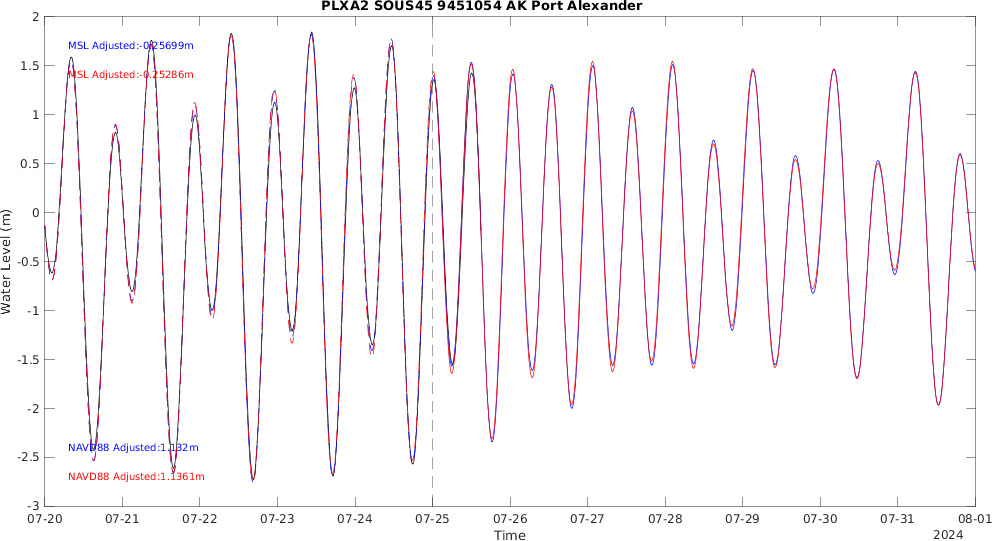 PLXA2 SOUS45 9451054 AK Port Alexander
MSL Adjusted:-0.25699m
MSL Adjusted:-0.25286m
NAVD88 Adjusted:1.132m
NAVD88 Adjusted:1.1361m
Water Level (m)
2
1.5
1
0.5
0
-0.5
-1
-1.5
-2
-2.5
-3
07-20 07-21 07-22 07-23 07-24 07-25 07-26 07-27 07-28 07-29 07-30 07-31 08-01
Time
2024